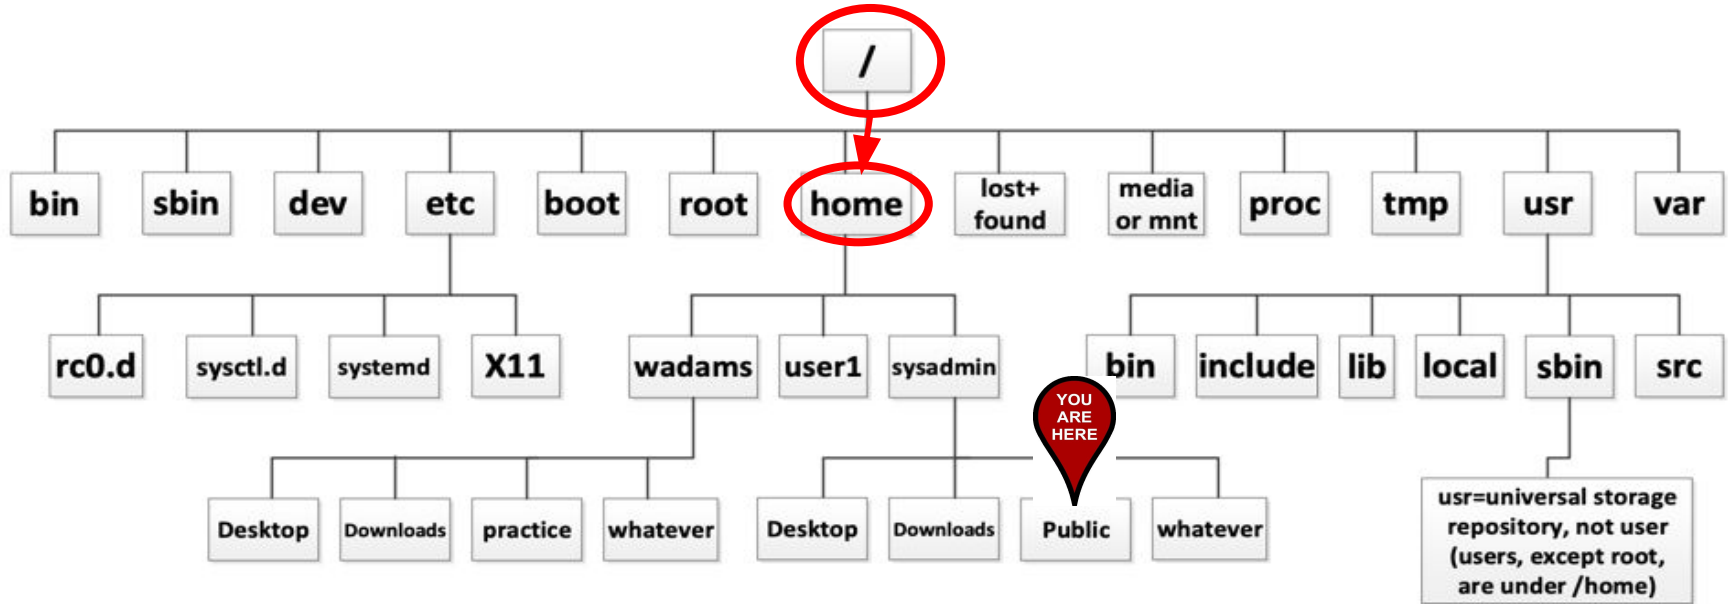 /
bin
sbin
dev
etc
boot
root
home
lost+
found
media
or mnt
proc
tmp
usr
var
rc0.d
sysctl.d
systemd
X11
wadams
user1
sysadmin
bin
include
lib
local
sbin
src
YOU
ARE
HERE
Desktop
Downloads
practice
whatever
Desktop
Downloads
Public
whatever
usr=universal storage
repository, not user
(users, except root,
are under /home)